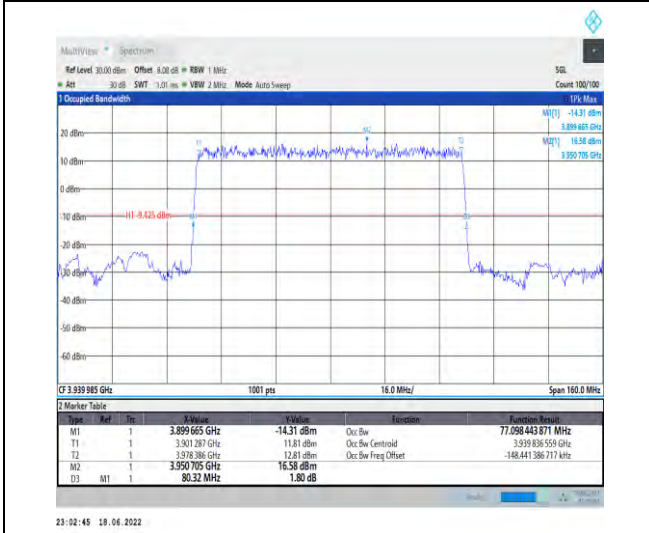 MultiView Spectrum
Ref Level 30.00 dBm Offset 8.08 dB RBW 1 MHz SGL
Att 30 dB SWT 1.01 ms VBW 2 MHz Mode Auto Sweep Count 100/100
1 Occupied Bandwidth 1Pk Max
M1[1] -14.31 dBm
3.899 665 GHz
M2[1] 16.58 dBm
3.950 705 GHz
20 dBm
M2
10 dBm
0 dBm
-10 dBm
H1 -9.425 dBm
-20 dBm
-30 dBm
-40 dBm
-50 dBm
-60 dBm
CF 3.939 985 GHz 1001 pts 16.0 MHz/ Span 160.0 MHz
2 Marker Table
Type Ref Trc X-Value Y-Value Function Function Result
M1 1 3.899 665 GHz -14.31 dBm Occ Bw 77.098 443 871 MHz
T1 1 3.901 287 GHz 11.81 dBm Occ Bw Centroid 3.939 836 559 GHz
T2 1 3.978 386 GHz 12.81 dBm Occ Bw Freq Offset -148.441 386 717 kHz
M2 1 3.950 705 GHz 16.58 dBm
D3 M1 1 80.32 MHz 1.80 dB
23:02:45 18.06.2022